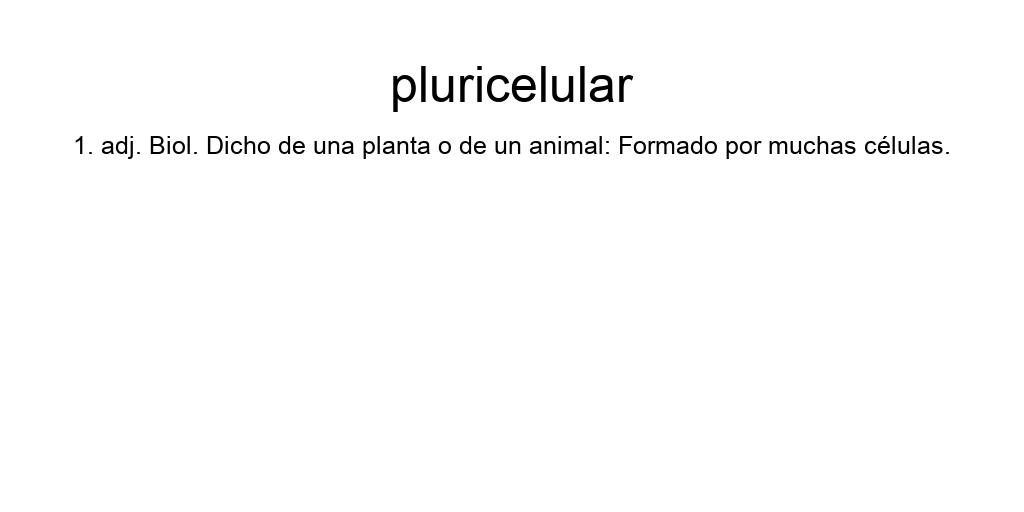 pluricelular
1. adj. Biol. Dicho de una planta o de un animal: Formado por muchas células.